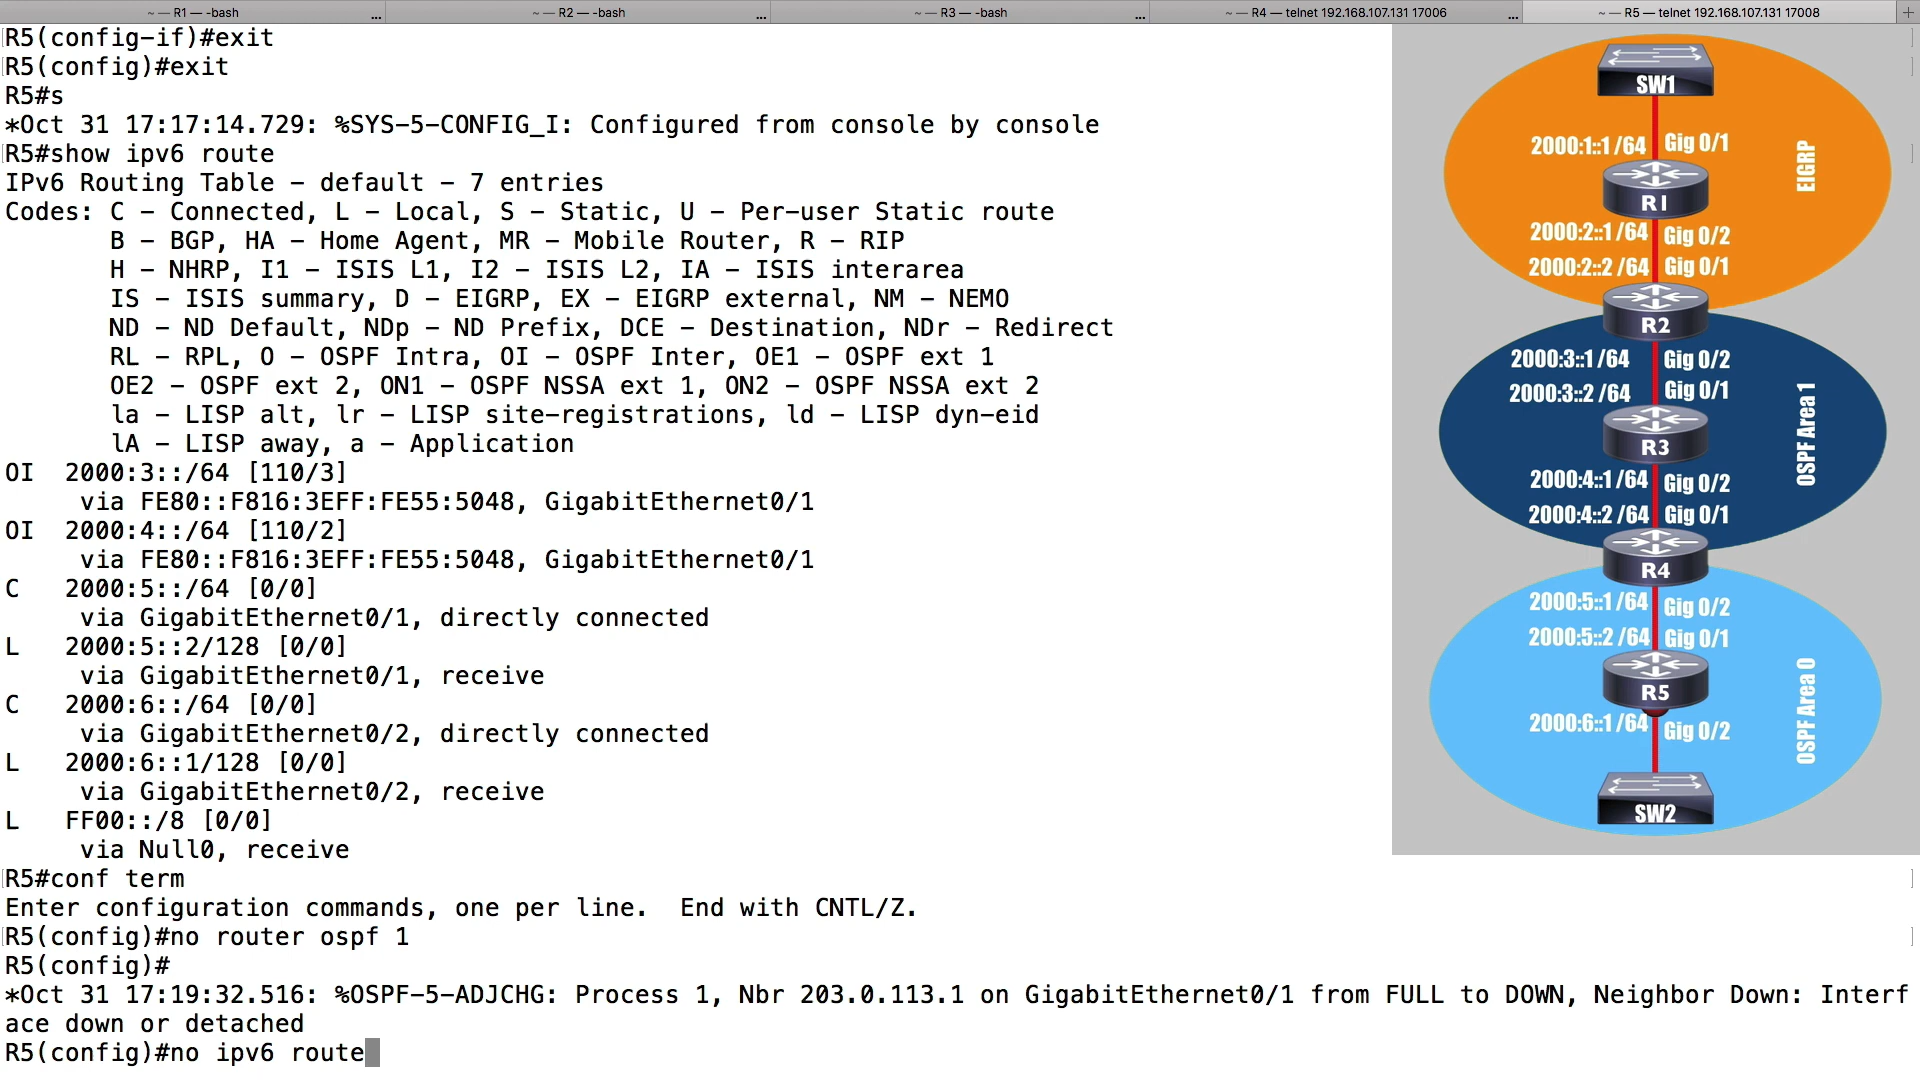 ~ — R1 — -bash ... ~ — R2 — -bash ... ~ — R3 — -bash ... ~ — R4 — telnet 192.168.107.131 17006 ... ~ — R5 — telnet 192.168.107.131 17008 +
R5(config-if)#exit
R5(config)#exit
R5#s
*Oct 31 17:17:14.729: %SYS-5-CONFIG_I: Configured from console by console
R5#show ipv6 route
IPv6 Routing Table - default - 7 entries
Codes: C - Connected, L - Local, S - Static, U - Per-user Static route
       B - BGP, HA - Home Agent, MR - Mobile Router, R - RIP
       H - NHRP, I1 - ISIS L1, I2 - ISIS L2, IA - ISIS interarea
       IS - ISIS summary, D - EIGRP, EX - EIGRP external, NM - NEMO
       ND - ND Default, NDp - ND Prefix, DCE - Destination, NDr - Redirect
       RL - RPL, O - OSPF Intra, OI - OSPF Inter, OE1 - OSPF ext 1
       OE2 - OSPF ext 2, ON1 - OSPF NSSA ext 1, ON2 - OSPF NSSA ext 2
       la - LISP alt, lr - LISP site-registrations, ld - LISP dyn-eid
       lA - LISP away, a - Application
OI  2000:3::/64 [110/3]
     via FE80::F816:3EFF:FE55:5048, GigabitEthernet0/1
OI  2000:4::/64 [110/2]
     via FE80::F816:3EFF:FE55:5048, GigabitEthernet0/1
C   2000:5::/64 [0/0]
     via GigabitEthernet0/1, directly connected
L   2000:5::2/128 [0/0]
     via GigabitEthernet0/1, receive
C   2000:6::/64 [0/0]
     via GigabitEthernet0/2, directly connected
L   2000:6::1/128 [0/0]
     via GigabitEthernet0/2, receive
L   FF00::/8 [0/0]
     via Null0, receive
R5#conf term
Enter configuration commands, one per line.  End with CNTL/Z.
R5(config)#no router ospf 1
R5(config)#
*Oct 31 17:19:32.516: %OSPF-5-ADJCHG: Process 1, Nbr 203.0.113.1 on GigabitEthernet0/1 from FULL to DOWN, Neighbor Down: Interf
ace down or detached
R5(config)#no ipv6 route
SW1
2000:1::1 /64 Gig 0/1
EIGRP
R1
2000:2::1 /64 Gig 0/2
2000:2::2 /64 Gig 0/1
R2
2000:3::1 /64 Gig 0/2
2000:3::2 /64 Gig 0/1
OSPF Area 1
R3
2000:4::1 /64 Gig 0/2
2000:4::2 /64 Gig 0/1
R4
2000:5::1 /64 Gig 0/2
2000:5::2 /64 Gig 0/1
R5
OSPF Area 0
2000:6::1 /64 Gig 0/2
SW2